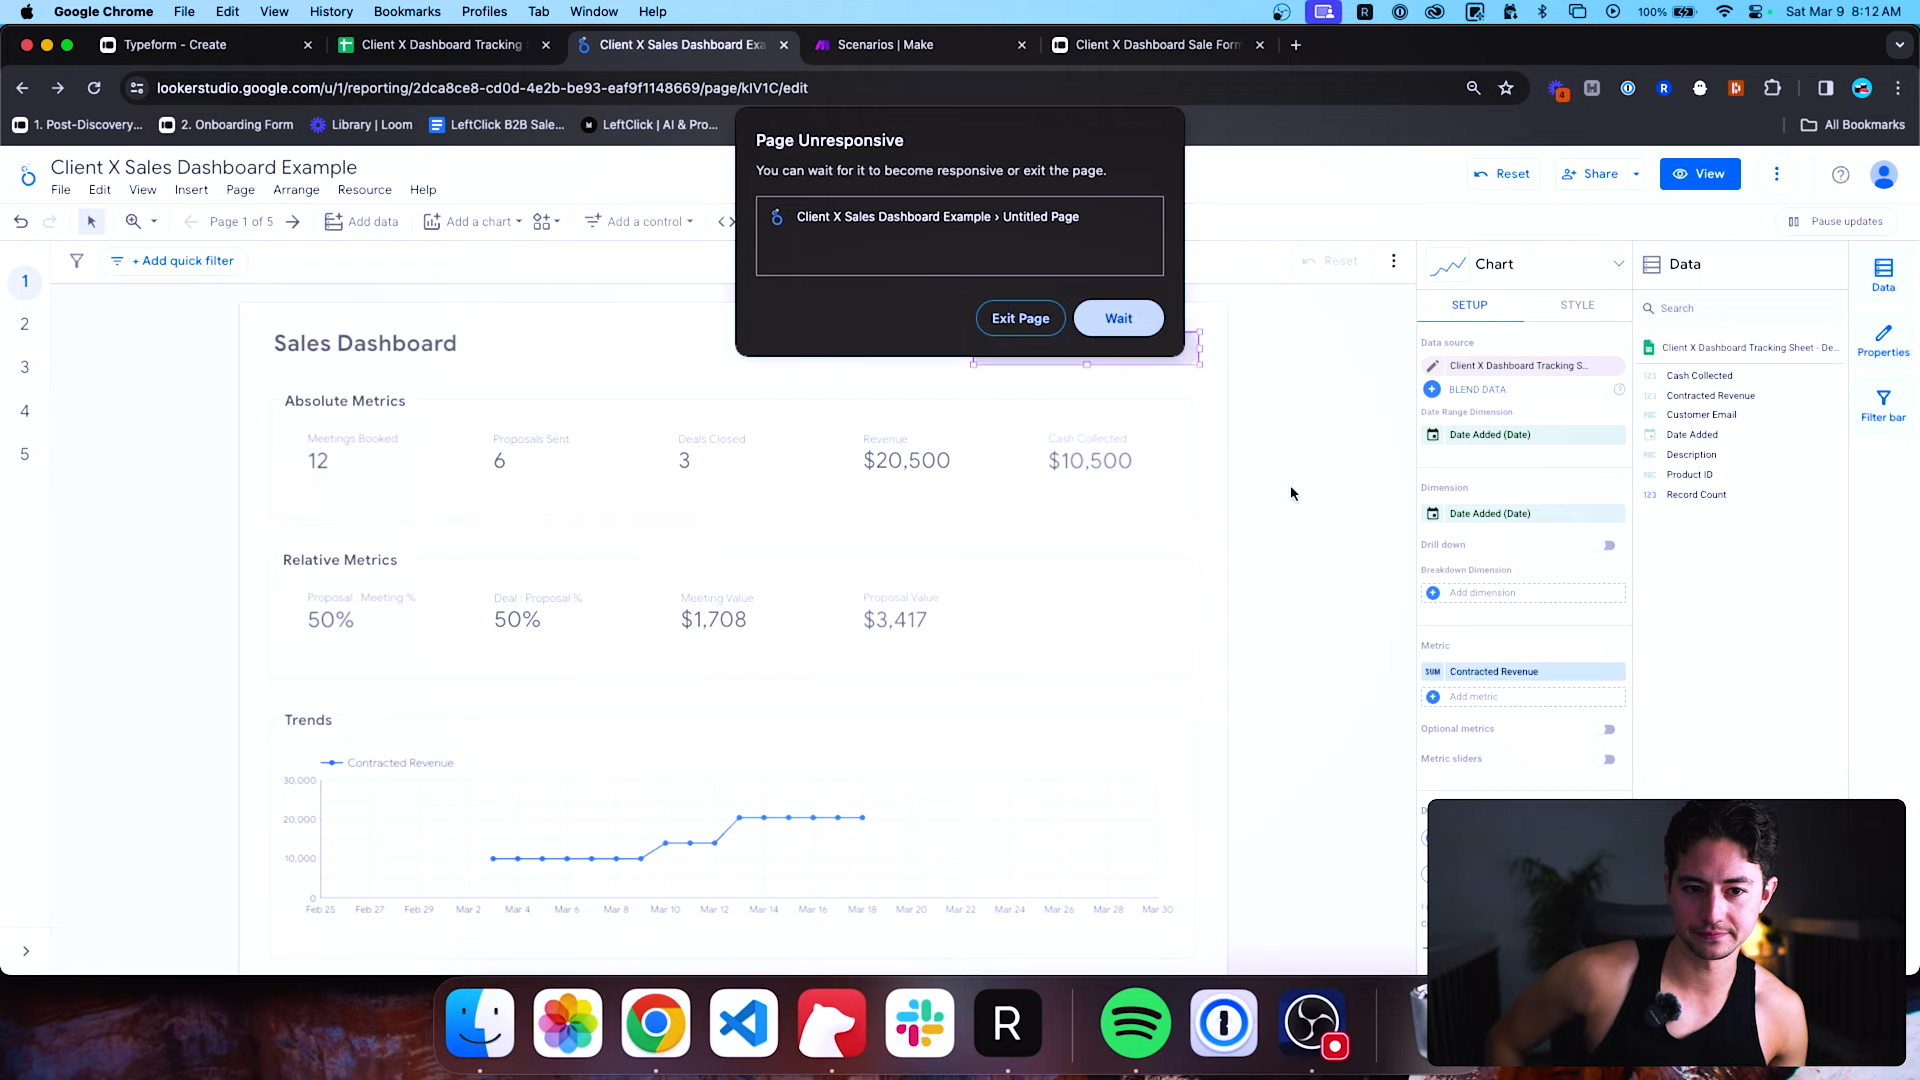 Google Chrome File Edit View History Bookmarks Profiles Tab Window Help
100% Sat Mar 9 8:12 AM
Typeform - Create
Client X Dashboard Tracking
Client X Sales Dashboard Exa
Scenarios | Make
Client X Dashboard Sale Form
lookerstudio.google.com/u/1/reporting/2dca8ce8-cd0d-4e2b-be93-eaf9f1148669/page/kIV1C/edit
4
1. Post-Discovery...
2. Onboarding Form
Library | Loom
LeftClick B2B Sale...
LeftClick | AI & Pro...
All Bookmarks
Page Unresponsive
You can wait for it to become responsive or exit the page.
Client X Sales Dashboard Example › Untitled Page
Exit Page
Wait
Client X Sales Dashboard Example
File Edit View Insert Page Arrange Resource Help
Reset
Share
View
Page 1 of 5
Add data
Add a chart
Add a control
Pause updates
+ Add quick filter
Reset
1
2
3
4
5
Sales Dashboard
Absolute Metrics
Meetings Booked
12
Proposals Sent
6
Deals Closed
3
Revenue
$20,500
Cash Collected
$10,500
Relative Metrics
Proposal : Meeting %
50%
Deal : Proposal %
50%
Meeting Value
$1,708
Proposal Value
$3,417
Trends
Contracted Revenue
30,000
20,000
10,000
0
Feb 25 Feb 27 Feb 29 Mar 2 Mar 4 Mar 6 Mar 8 Mar 10 Mar 12 Mar 14 Mar 16 Mar 18 Mar 20 Mar 22 Mar 24 Mar 26 Mar 28 Mar 30
Chart
SETUP
STYLE
Data source
Client X Dashboard Tracking S...
BLEND DATA
Date Range Dimension
Date Added (Date)
Dimension
Date Added (Date)
Drill down
Breakdown Dimension
Add dimension
Metric
SUM Contracted Revenue
Add metric
Optional metrics
Metric sliders
Data
Search
Client X Dashboard Tracking Sheet - De...
123 Cash Collected
123 Contracted Revenue
ABC Customer Email
Date Added
ABC Description
ABC Product ID
123 Record Count
Data
Properties
Filter bar